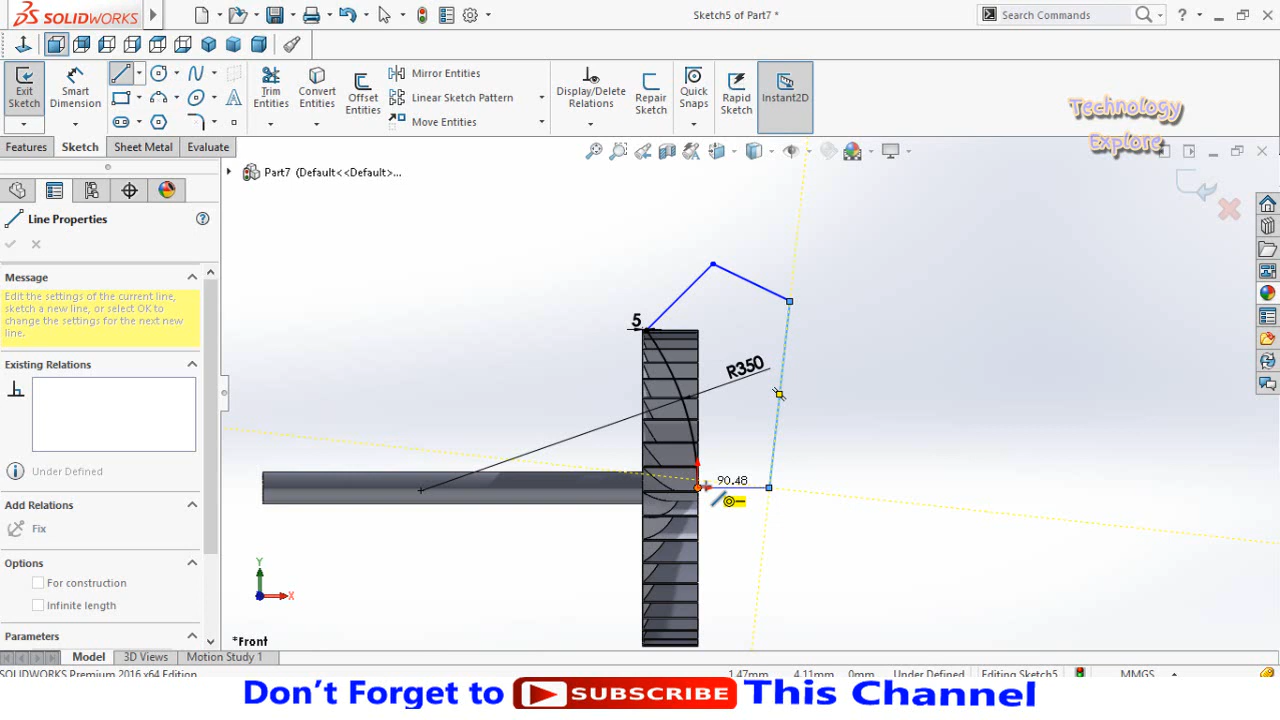 SOLIDWORKS
Sketch5 of Part7 *
Search Commands
Exit Sketch
Smart Dimension
Trim Entities
Convert Entities
Offset Entities
Mirror Entities
Linear Sketch Pattern
Move Entities
Display/Delete Relations
Repair Sketch
Quick Snaps
Rapid Sketch
Instant2D
Technology
Explore
Features
Sketch
Sheet Metal
Evaluate
Part7 (Default<<Default>...
Line Properties
Message
Edit the settings of the current line,
sketch a new line, or select OK to
change the settings for the next new
line.
Existing Relations
Under Defined
Add Relations
Fix
Options
For construction
Infinite length
Parameters
5
R350
90.48
Y
X
*Front
Model
3D Views
Motion Study 1
SOLIDWORKS Premium 2016 x64 Edition
1.47mm
4.11mm
0mm
Under Defined
Editing Sketch5
MMGS
Don't Forget to SUBSCRIBE This Channel